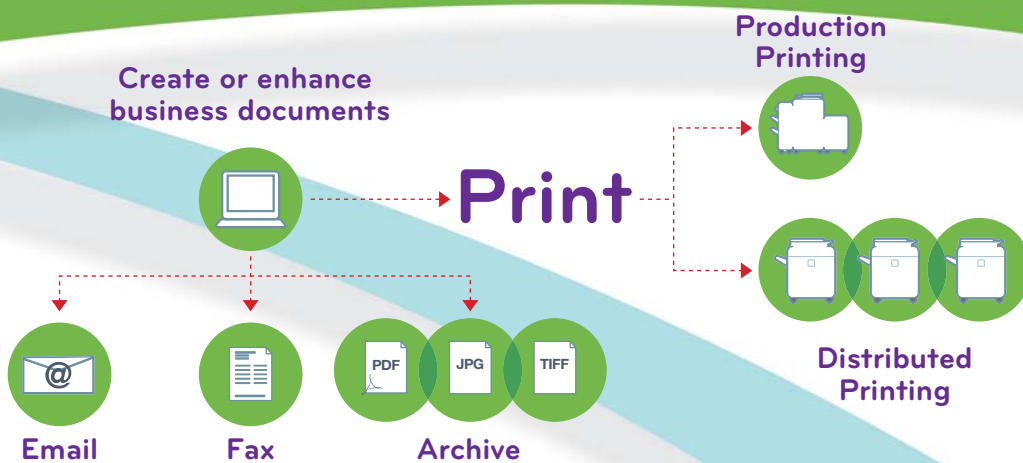 Production
Printing
Create or enhance
business documents
Print
@
PDF
JPG
TIFF
Distributed
Printing
Email
Fax
Archive